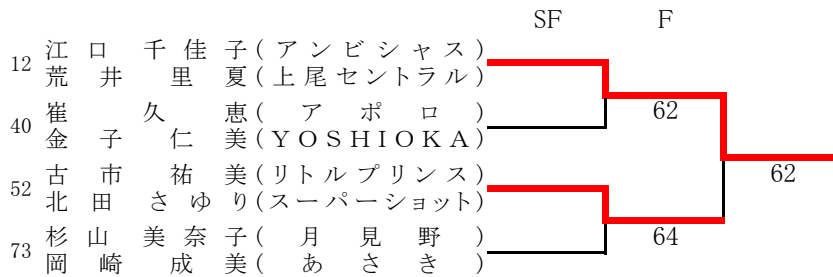 SF F
12 江口 千佳子(アンビシャス)
荒井 里夏(上尾セントラル)
40 崔 久恵(アポロ)
金子 仁美(YOSHIOKA)
62
52 古市 祐美(リトルプリンス)
北田 さゆり(スーパーショット)
62
73 杉山 美奈子(月見野)
岡崎 成美(あさき)
64